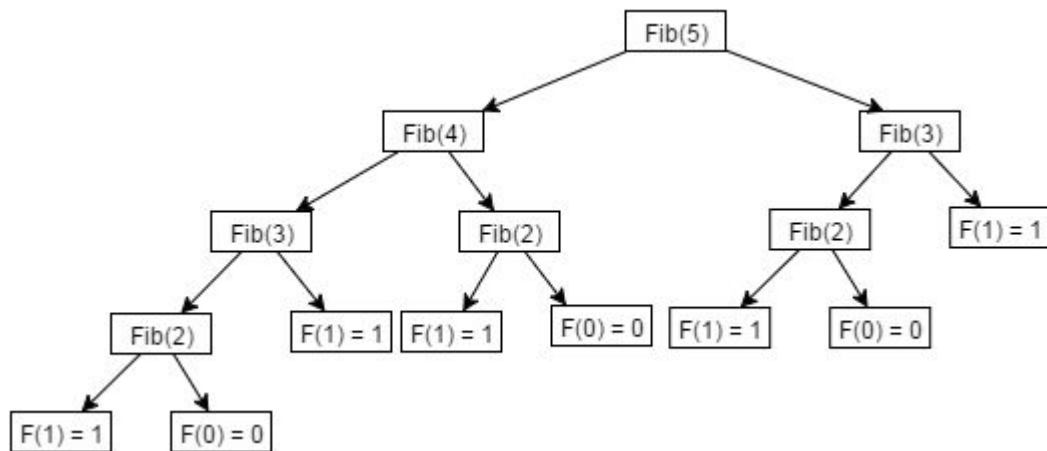 Fib(5)
Fib(4)
Fib(3)
Fib(3)
Fib(2)
Fib(2)
F(1) = 1
Fib(2)
F(1) = 1
F(1) = 1
F(0) = 0
F(1) = 1
F(0) = 0
F(1) = 1
F(0) = 0